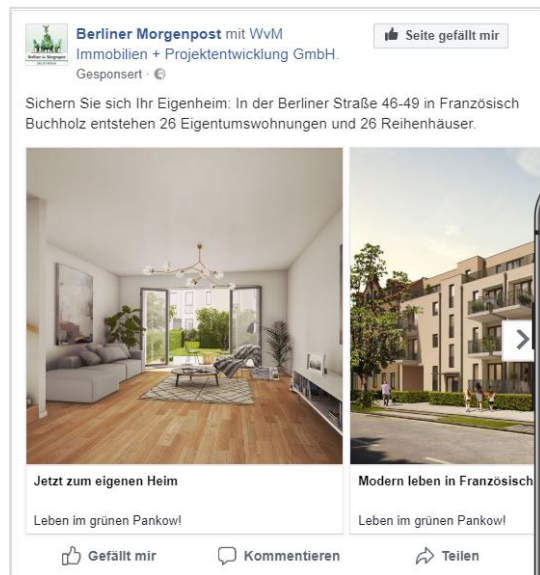 Berliner Morgenpost mit WvM
Immobilien + Projektentwicklung GmbH.
Gesponsert ·
Seite gefällt mir
Sichern Sie sich Ihr Eigenheim: In der Berliner Straße 46-49 in Französisch
Buchholz entstehen 26 Eigentumswohnungen und 26 Reihenhäuser.
Jetzt zum eigenen Heim
Leben im grünen Pankow!
Modern leben in Französisch
Leben im grünen Pankow!
Gefällt mir
Kommentieren
Teilen